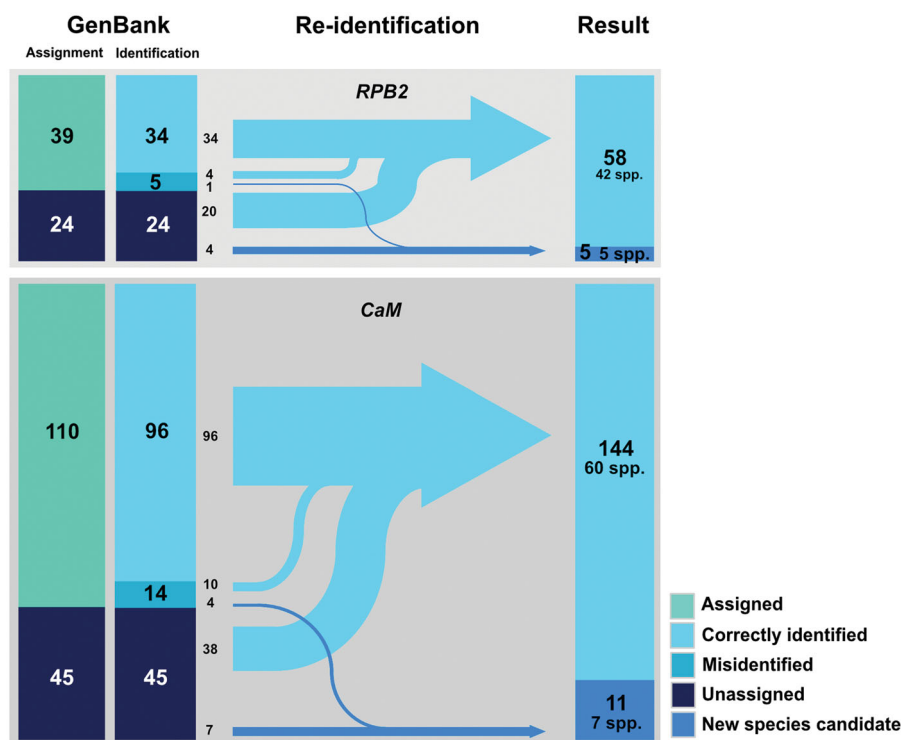 GenBank Re-identification Result
Assignment Identification
RPB2
39 34 34
4
5
1
58
42 spp.
20
24 24
4
5 5 spp.
CaM
110 96 96
144
60 spp.
10
14
4
38
45 45
11
7 spp.
7
Assigned
Correctly identified
Misidentified
Unassigned
New species candidate